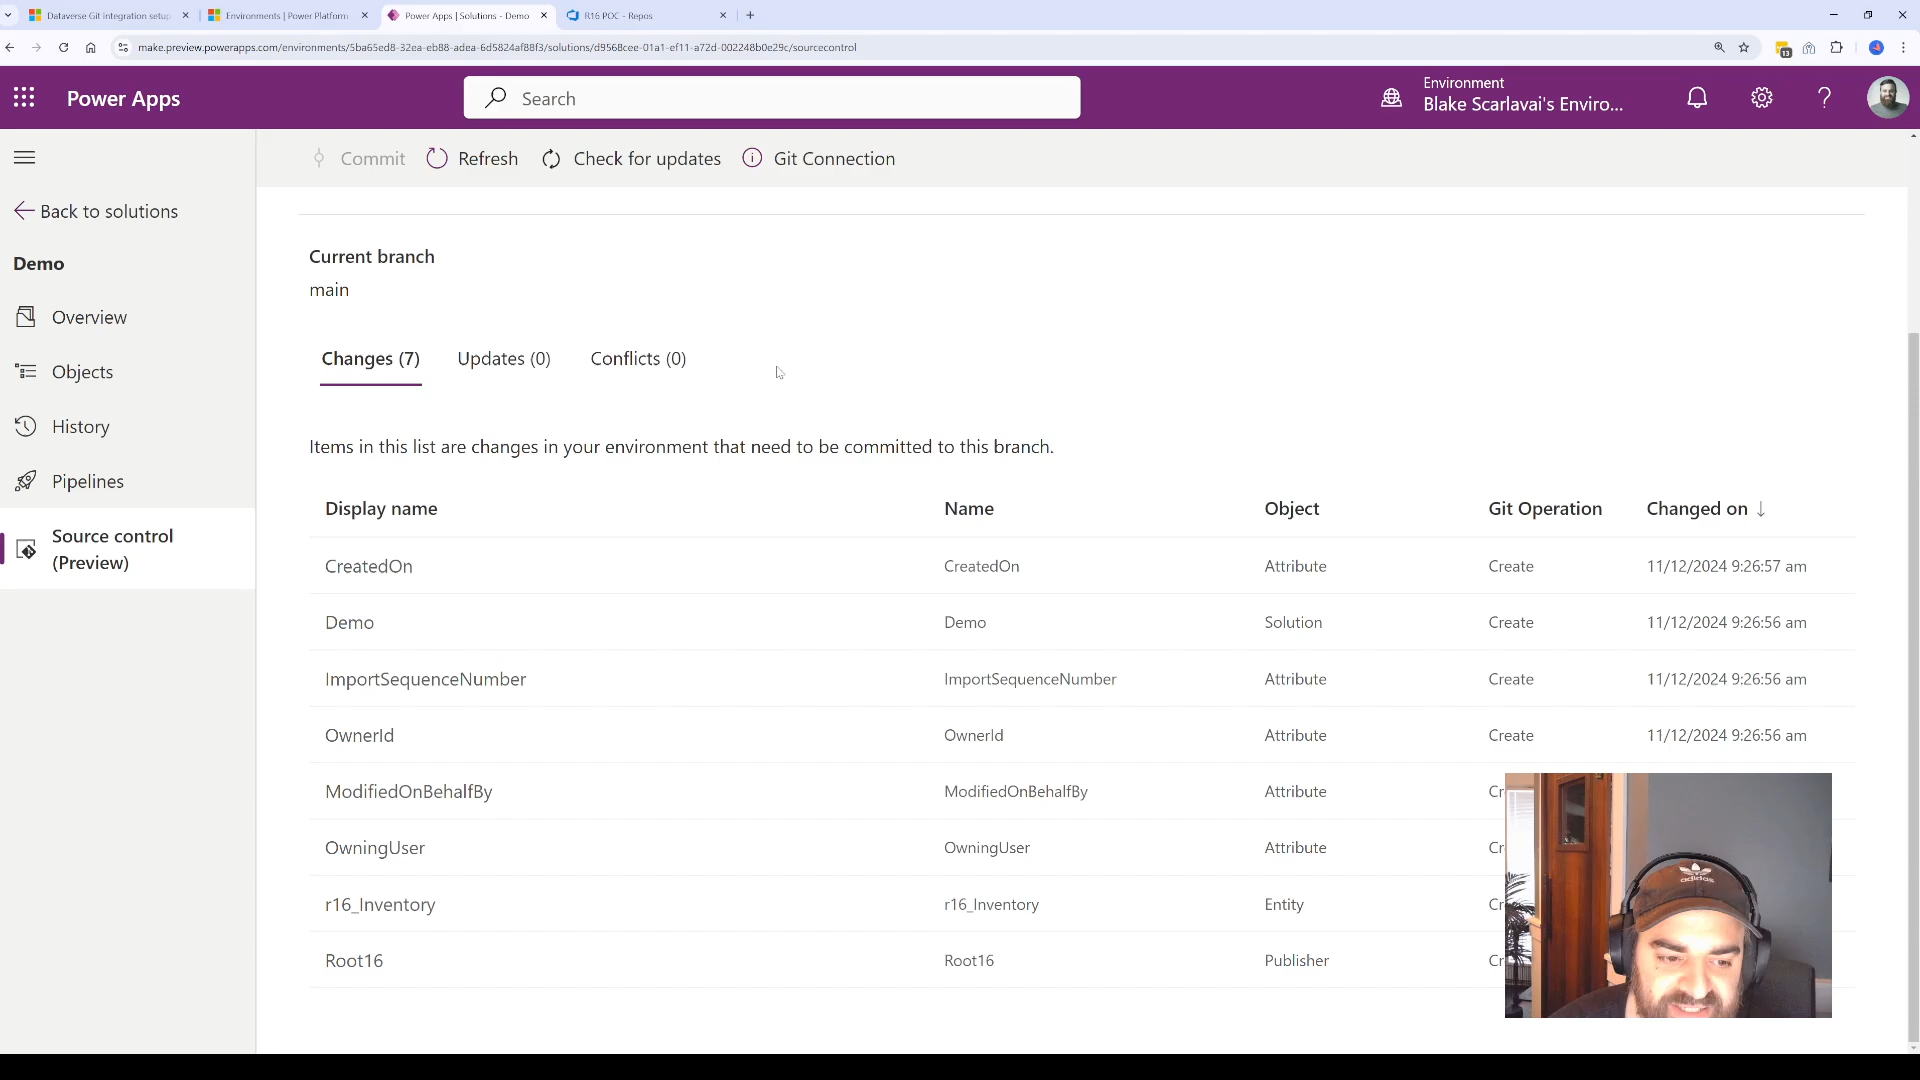 Dataverse Git integration setup
Environments | Power Platform
Power Apps | Solutions - Demo
R16 POC - Repos
make.preview.powerapps.com/environments/5ba65ed8-32ea-eb88-adea-6d5824af88f3/solutions/d9568cee-01a1-ef11-a72d-002248b0e29c/sourcecontrol
13
Power Apps
Search
Environment
Blake Scarlavai's Enviro...
Commit
Refresh
Check for updates
Git Connection
Back to solutions
Demo
Overview
Objects
History
Pipelines
Source control
(Preview)
Current branch
main
Changes (7)
Updates (0)
Conflicts (0)
Items in this list are changes in your environment that need to be committed to this branch.
Display name Name Object Git Operation Changed on ↓
CreatedOn CreatedOn Attribute Create 11/12/2024 9:26:57 am
Demo Demo Solution Create 11/12/2024 9:26:56 am
ImportSequenceNumber ImportSequenceNumber Attribute Create 11/12/2024 9:26:56 am
OwnerId OwnerId Attribute Create 11/12/2024 9:26:56 am
ModifiedOnBehalfBy ModifiedOnBehalfBy Attribute Cr
OwningUser OwningUser Attribute Cr
r16_Inventory r16_Inventory Entity Cr
Root16 Root16 Publisher Cr
adidas